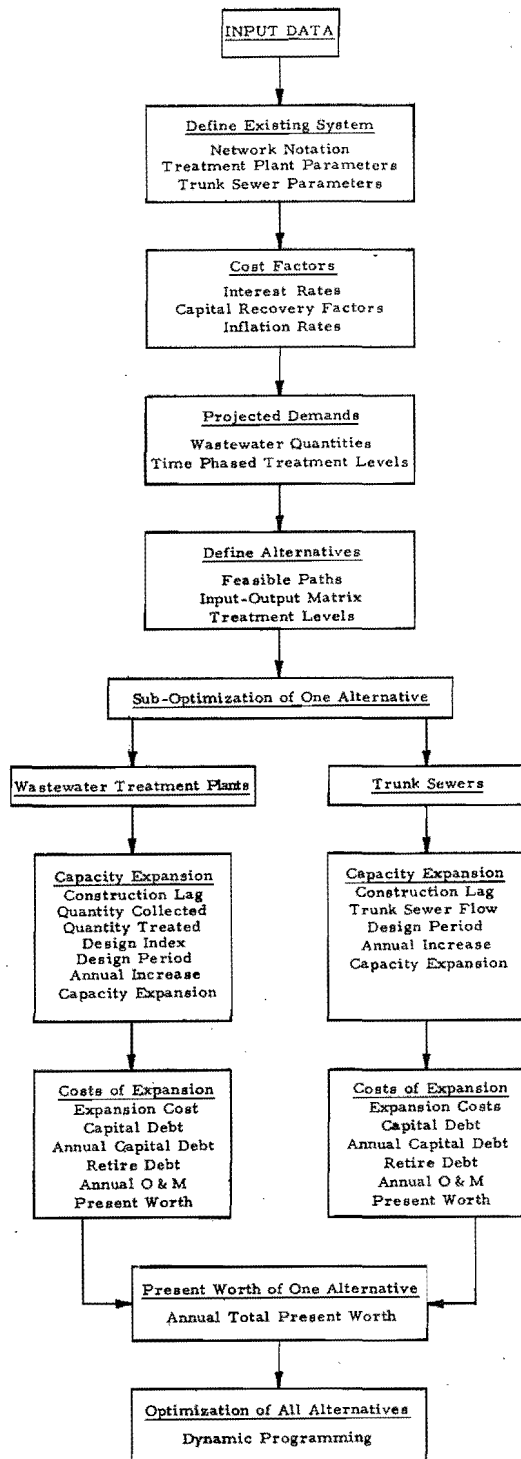 INPUT DATA
Define Existing System
Network Notation
Treatment Plant Parameters
Trunk Sewer Parameters
Cost Factors
Interest Rates
Capital Recovery Factors
Inflation Rates
Projected Demands
Wastewater Quantities
Time Phased Treatment Levels
Define Alternatives
Feasible Paths
Input-Output Matrix
Treatment Levels
Sub-Optimization of One Alternative
Wastewater Treatment Plants
Capacity Expansion
Construction Lag
Quantity Collected
Quantity Treated
Design Index
Design Period
Annual Increase
Capacity Expansion
Costs of Expansion
Expansion Cost
Capital Debt
Annual Capital Debt
Retire Debt
Annual O & M
Present Worth
Trunk Sewers
Capacity Expansion
Construction Lag
Trunk Sewer Flow
Design Period
Annual Increase
Capacity Expansion
Costs of Expansion
Expansion Costs
Capital Debt
Annual Capital Debt
Retire Debt
Annual O & M
Present Worth
Present Worth of One Alternative
Annual Total Present Worth
Optimization of All Alternatives
Dynamic Programming